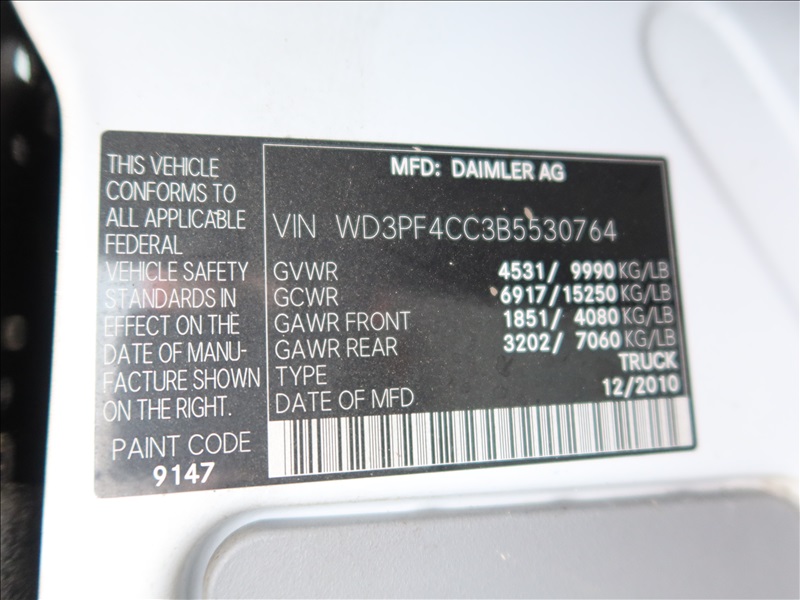 THIS VEHICLE
CONFORMS TO
ALL APPLICABLE
FEDERAL
VEHICLE SAFETY
STANDARDS IN
EFFECT ON THE
DATE OF MANU-
FACTURE SHOWN
ON THE RIGHT.
PAINT CODE
9147
MFD: DAIMLER AG
VIN WD3PF4CC3B5530764
GVWR 4531/ 9990 KG/LB
GCWR 6917/15250 KG/LB
GAWR FRONT 1851/ 4080 KG/LB
GAWR REAR 3202/ 7060 KG/LB
TYPE TRUCK
DATE OF MFD 12/2010